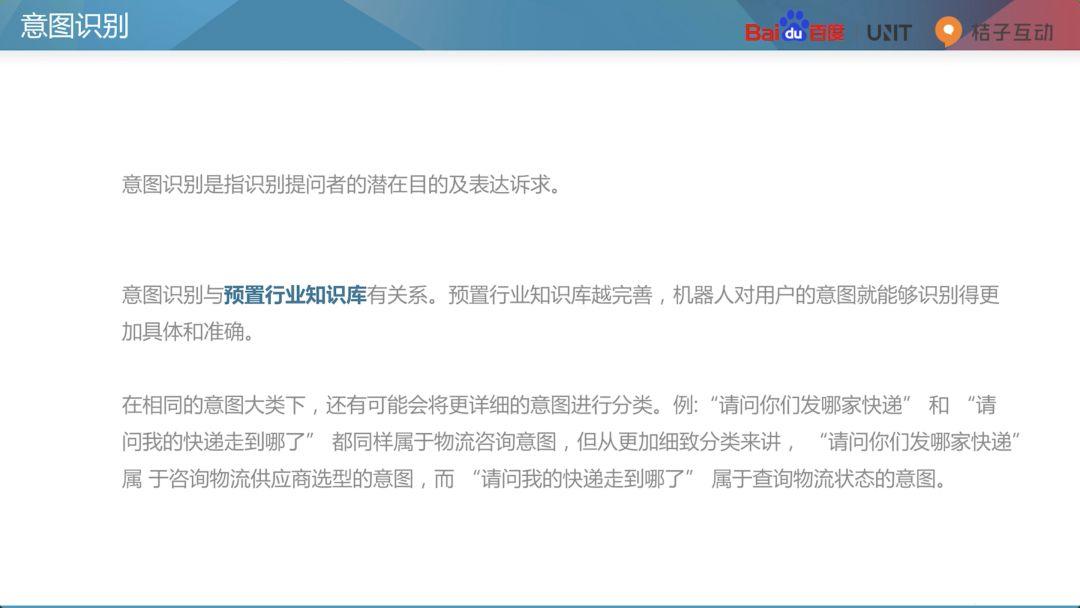 意图识别
Bai du 百度 UNIT 桔子互动
意图识别是指识别提问者的潜在目的及表达诉求。
意图识别与预置行业知识库有关系。预置行业知识库越完善，机器人对用户的意图就能够识别得更
加具体和准确。
在相同的意图大类下，还有可能会将更详细的意图进行分类。例:“请问你们发哪家快递” 和 “请
问我的快递走到哪了” 都同样属于物流咨询意图，但从更加细致分类来讲， “请问你们发哪家快递”
属 于咨询物流供应商选型的意图，而 “请问我的快递走到哪了” 属于查询物流状态的意图。